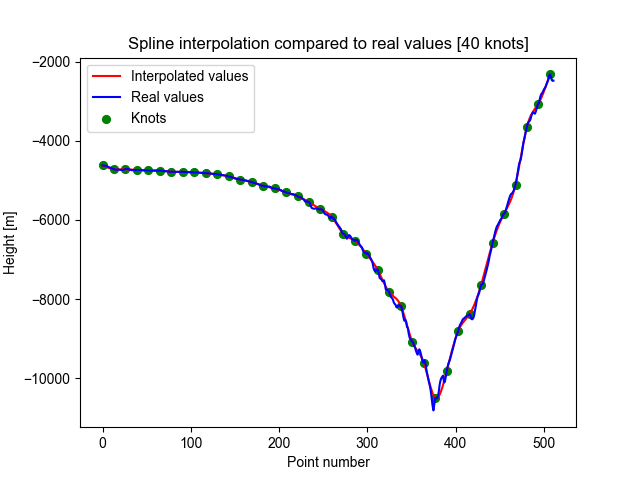 Spline interpolation compared to real values [40 knots]
Interpolated values
Real values
Knots
−2000
−4000
−6000
−8000
−10000
Height [m]
0 100 200 300 400 500
Point number